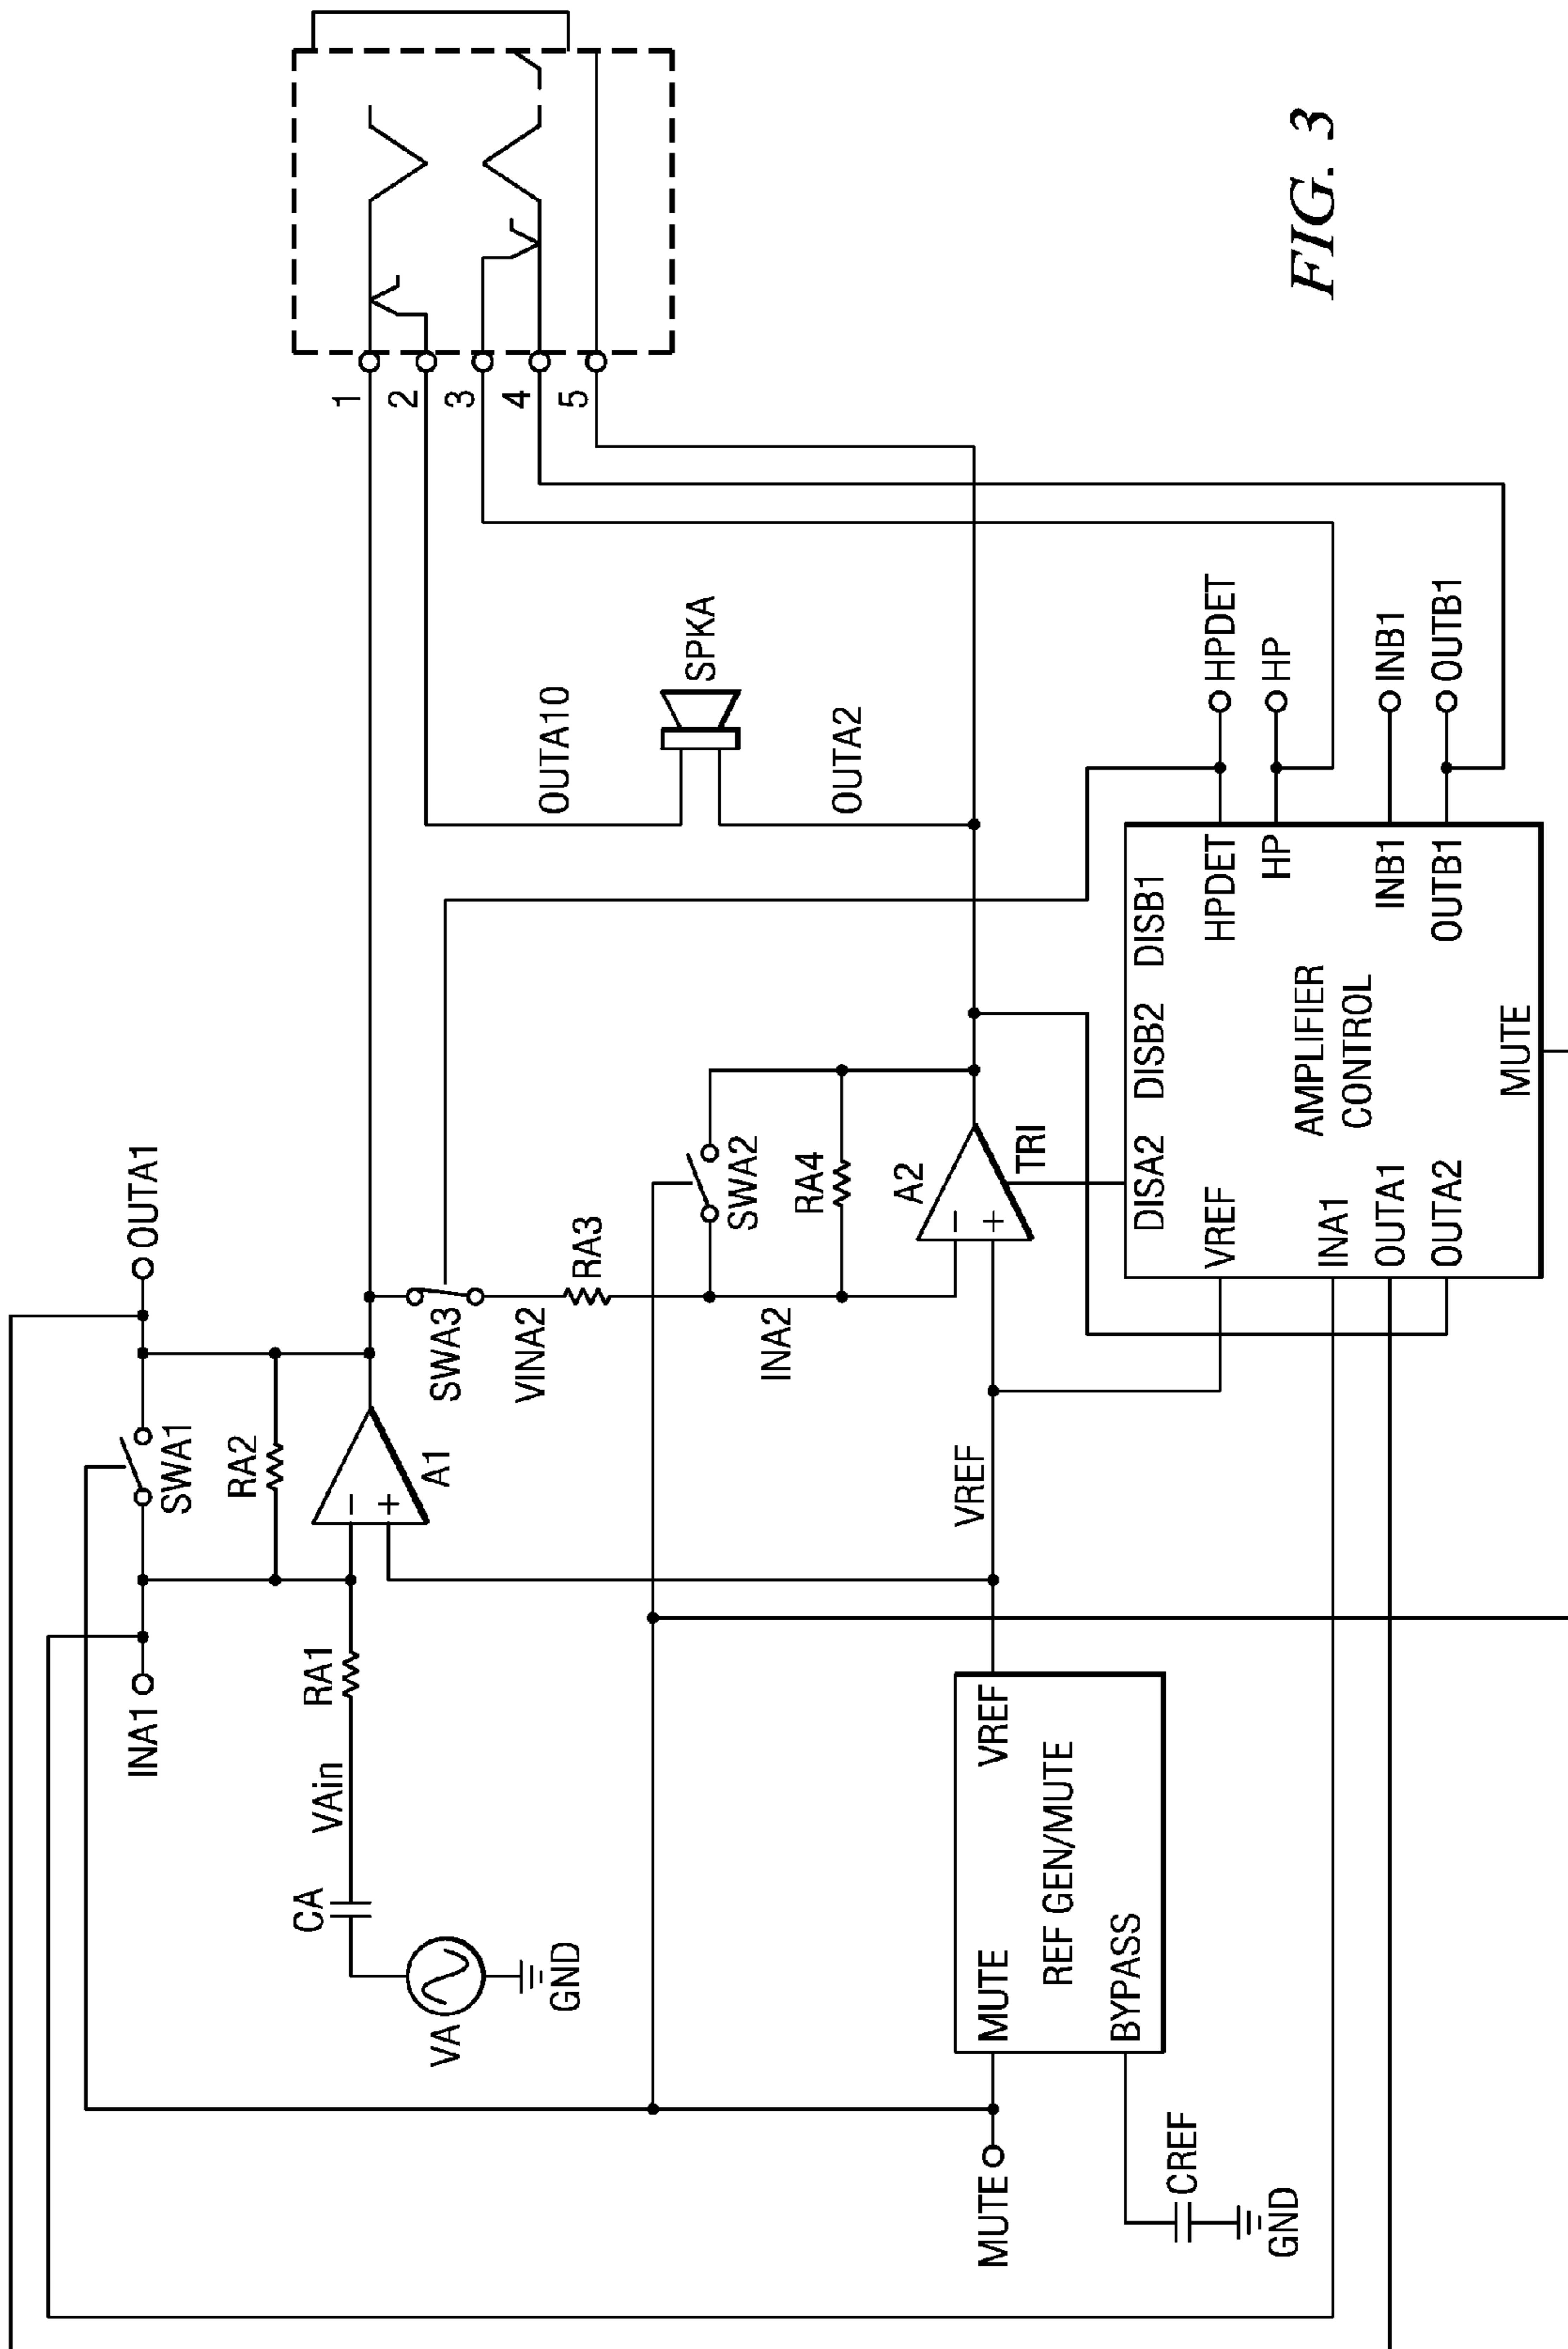 OUTA1
INA1
SWA1
RA2
RA1
VAin
CA
VA
GND
−
+
A1
1
2
3
4
5
SWA3
VINA2
RA3
INA2
SWA2
RA4
−
+
A2
TRI
OUTA10
SPKA
OUTA2
VREF
MUTE
MUTE
VREF
REF GEN/MUTE
BYPASS
CREF
GND
DISA2
DISB2
DISB1
VREF
HPDET
HPDET
HP
HP
INA1
AMPLIFIER
CONTROL
OUTA1
INB1
INB1
OUTA2
OUTB1
OUTB1
MUTE
FIG. 3